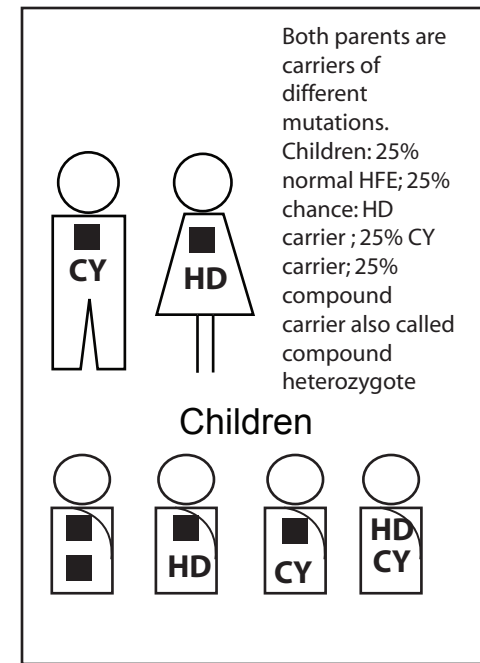 Both parents are
carriers of
different
mutations.
Children: 25%
normal HFE; 25%
chance: HD
carrier ; 25% CY
carrier; 25%
compound
carrier also called
compound
heterozygote
CY
HD
Children
HD
CY
HD
CY